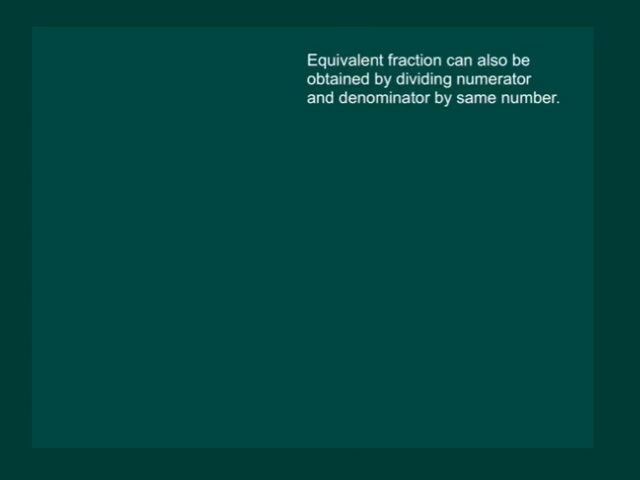 Equivalent fraction can also be
obtained by dividing numerator
and denominator by same number.